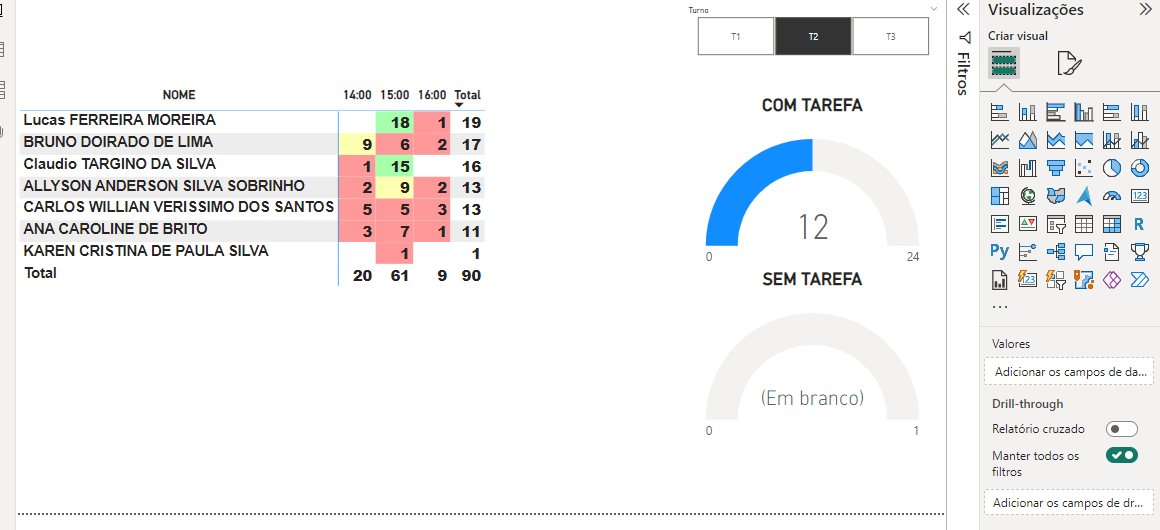 Turno
T1 T2 T3
NOME 14:00 15:00 16:00 Total
Lucas FERREIRA MOREIRA 18 1 19
BRUNO DOIRADO DE LIMA 9 6 2 17
Claudio TARGINO DA SILVA 1 15 16
ALLYSON ANDERSON SILVA SOBRINHO 2 9 2 13
CARLOS WILLIAN VERISSIMO DOS SANTOS 5 5 3 13
ANA CAROLINE DE BRITO 3 7 1 11
KAREN CRISTINA DE PAULA SILVA 1 1
Total 20 61 9 90
COM TAREFA
12
0 24
SEM TAREFA
(Em branco)
0 1
Filtros
Visualizações
Criar visual
123
R
Py
123
...
Valores
Adicionar os campos de da...
Drill-through
Relatório cruzado
Manter todos os
filtros
Adicionar os campos de dr...